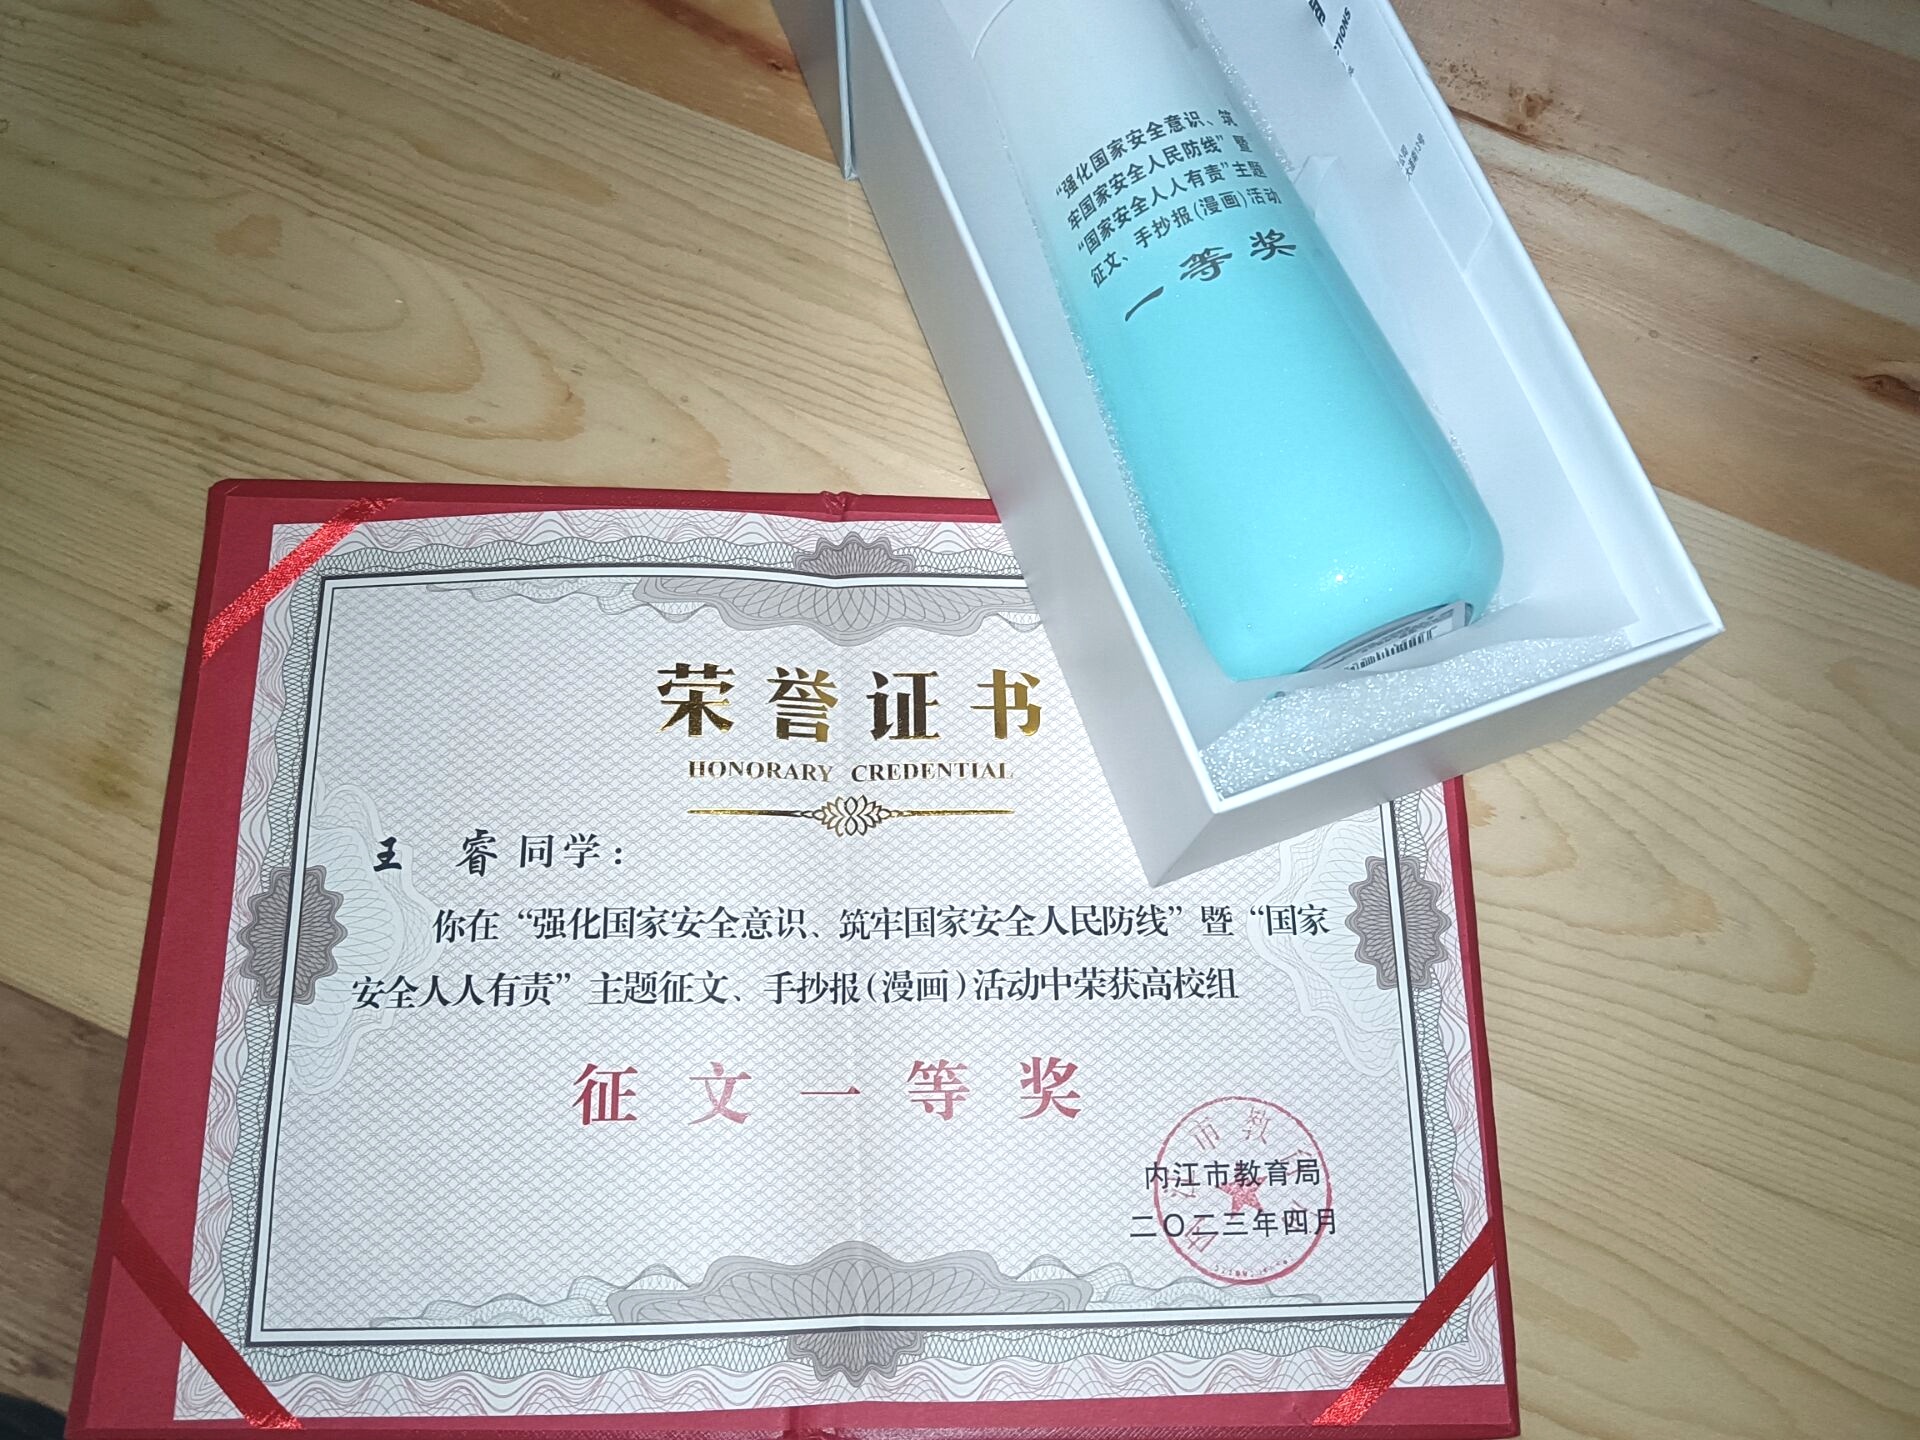 “强化国家安全意识、筑
牢国家安全人民防线”暨
“国家安全人人有责”主题
征文、手抄报(漫画)活动
一等奖
荣誉证书
HONORARY CREDENTIAL
王 睿 同学：
你在“强化国家安全意识、筑牢国家安全人民防线”暨“国家
安全人人有责”主题征文、手抄报(漫画)活动中荣获高校组
征文一等奖
内江市教育局
二〇二三年四月